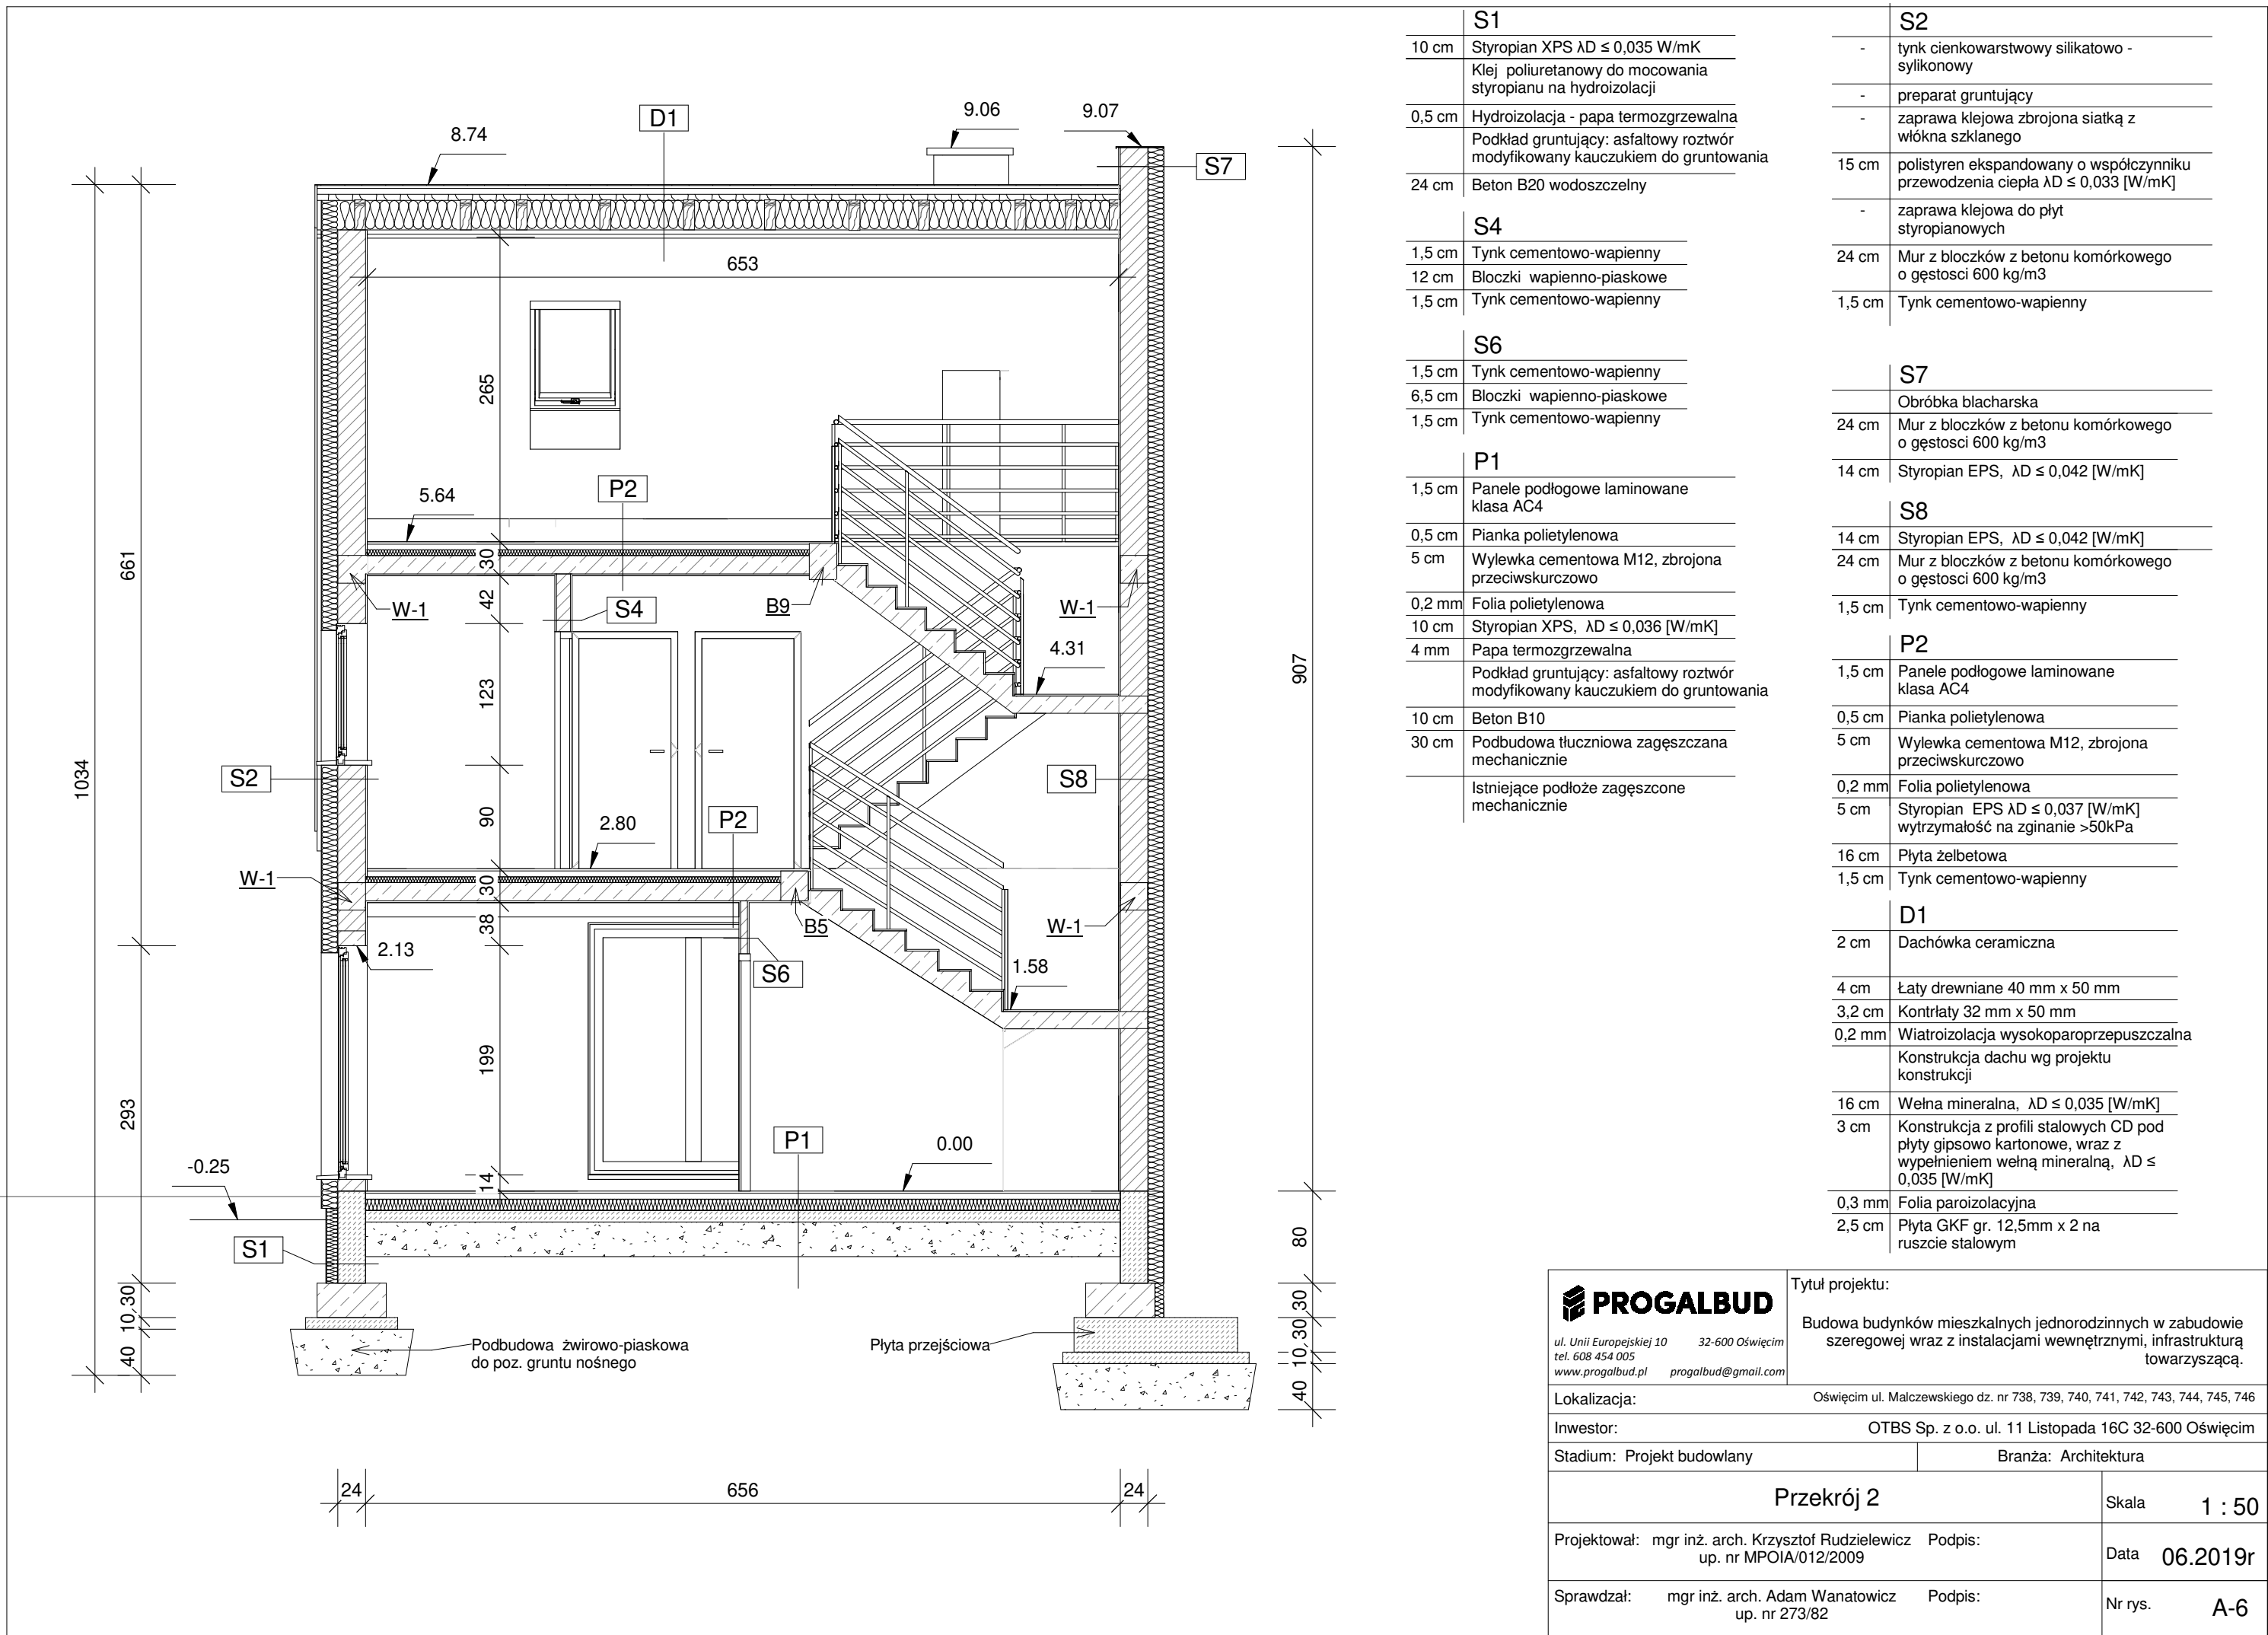 S1
10 cm Styropian XPS λD ≤ 0,035 W/mK
Klej poliuretanowy do mocowania
styropianu na hydroizolacji
0,5 cm Hydroizolacja - papa termozgrzewalna
Podkład gruntujący: asfaltowy roztwór
modyfikowany kauczukiem do gruntowania
24 cm Beton B20 wodoszczelny
S4
1,5 cm Tynk cementowo-wapienny
12 cm Bloczki wapienno-piaskowe
1,5 cm Tynk cementowo-wapienny
S6
1,5 cm Tynk cementowo-wapienny
6,5 cm Bloczki wapienno-piaskowe
1,5 cm Tynk cementowo-wapienny
P1
1,5 cm Panele podłogowe laminowane
klasa AC4
0,5 cm Pianka polietylenowa
5 cm Wylewka cementowa M12, zbrojona
przeciwskurczowo
0,2 mm Folia polietylenowa
10 cm Styropian XPS, λD ≤ 0,036 [W/mK]
4 mm Papa termozgrzewalna
Podkład gruntujący: asfaltowy roztwór
modyfikowany kauczukiem do gruntowania
10 cm Beton B10
30 cm Podbudowa tłuczniowa zagęszczana
mechanicznie
Istniejące podłoże zagęszcone
mechanicznie
S2
- tynk cienkowarstwowy silikatowo -
sylikonowy
- preparat gruntujący
- zaprawa klejowa zbrojona siatką z
włókna szklanego
15 cm polistyren ekspandowany o współczynniku
przewodzenia ciepła λD ≤ 0,033 [W/mK]
- zaprawa klejowa do płyt
styropianowych
24 cm Mur z bloczków z betonu komórkowego
o gęstosci 600 kg/m3
1,5 cm Tynk cementowo-wapienny
S7
Obróbka blacharska
24 cm Mur z bloczków z betonu komórkowego
o gęstosci 600 kg/m3
14 cm Styropian EPS, λD ≤ 0,042 [W/mK]
S8
14 cm Styropian EPS, λD ≤ 0,042 [W/mK]
24 cm Mur z bloczków z betonu komórkowego
o gęstosci 600 kg/m3
1,5 cm Tynk cementowo-wapienny
P2
1,5 cm Panele podłogowe laminowane
klasa AC4
0,5 cm Pianka polietylenowa
5 cm Wylewka cementowa M12, zbrojona
przeciwskurczowo
0,2 mm Folia polietylenowa
5 cm Styropian EPS λD ≤ 0,037 [W/mK]
wytrzymałość na zginanie >50kPa
16 cm Płyta żelbetowa
1,5 cm Tynk cementowo-wapienny
D1
2 cm Dachówka ceramiczna
4 cm Łaty drewniane 40 mm x 50 mm
3,2 cm Kontrłaty 32 mm x 50 mm
0,2 mm Wiatroizolacja wysokoparoprzepuszczalna
Konstrukcja dachu wg projektu
konstrukcji
16 cm Wełna mineralna, λD ≤ 0,035 [W/mK]
3 cm Konstrukcja z profili stalowych CD pod
płyty gipsowo kartonowe, wraz z
wypełnieniem wełną mineralną, λD ≤
0,035 [W/mK]
0,3 mm Folia paroizolacyjna
2,5 cm Płyta GKF gr. 12,5mm x 2 na
ruszcie stalowym
D1
8.74
9.06
9.07
S7
653
265
5.64
P2
661
30
W-1
42
S4
B9
W-1
4.31
907
123
1034
S2
S8
90
2.80
P2
W-1
30
38
B5
W-1
2.13
S6
1.58
199
293
P1
0.00
-0.25
14
S1
80
30
10
40
30
10 30
40
Podbudowa żwirowo-piaskowa
do poz. gruntu nośnego
Płyta przejściowa
24
656
24
PROGALBUD
ul. Unii Europejskiej 10 32-600 Oświęcim
tel. 608 454 005
www.progalbud.pl progalbud@gmail.com
Tytuł projektu:
Budowa budynków mieszkalnych jednorodzinnych w zabudowie
szeregowej wraz z instalacjami wewnętrznymi, infrastrukturą
towarzyszącą.
Lokalizacja: Oświęcim ul. Malczewskiego dz. nr 738, 739, 740, 741, 742, 743, 744, 745, 746
Inwestor: OTBS Sp. z o.o. ul. 11 Listopada 16C 32-600 Oświęcim
Stadium: Projekt budowlany Branża: Architektura
Przekrój 2 Skala 1 : 50
Projektował: mgr inż. arch. Krzysztof Rudzielewicz Podpis:
up. nr MPOIA/012/2009
Data 06.2019r
Sprawdzał: mgr inż. arch. Adam Wanatowicz Podpis:
up. nr 273/82
Nr rys. A-6